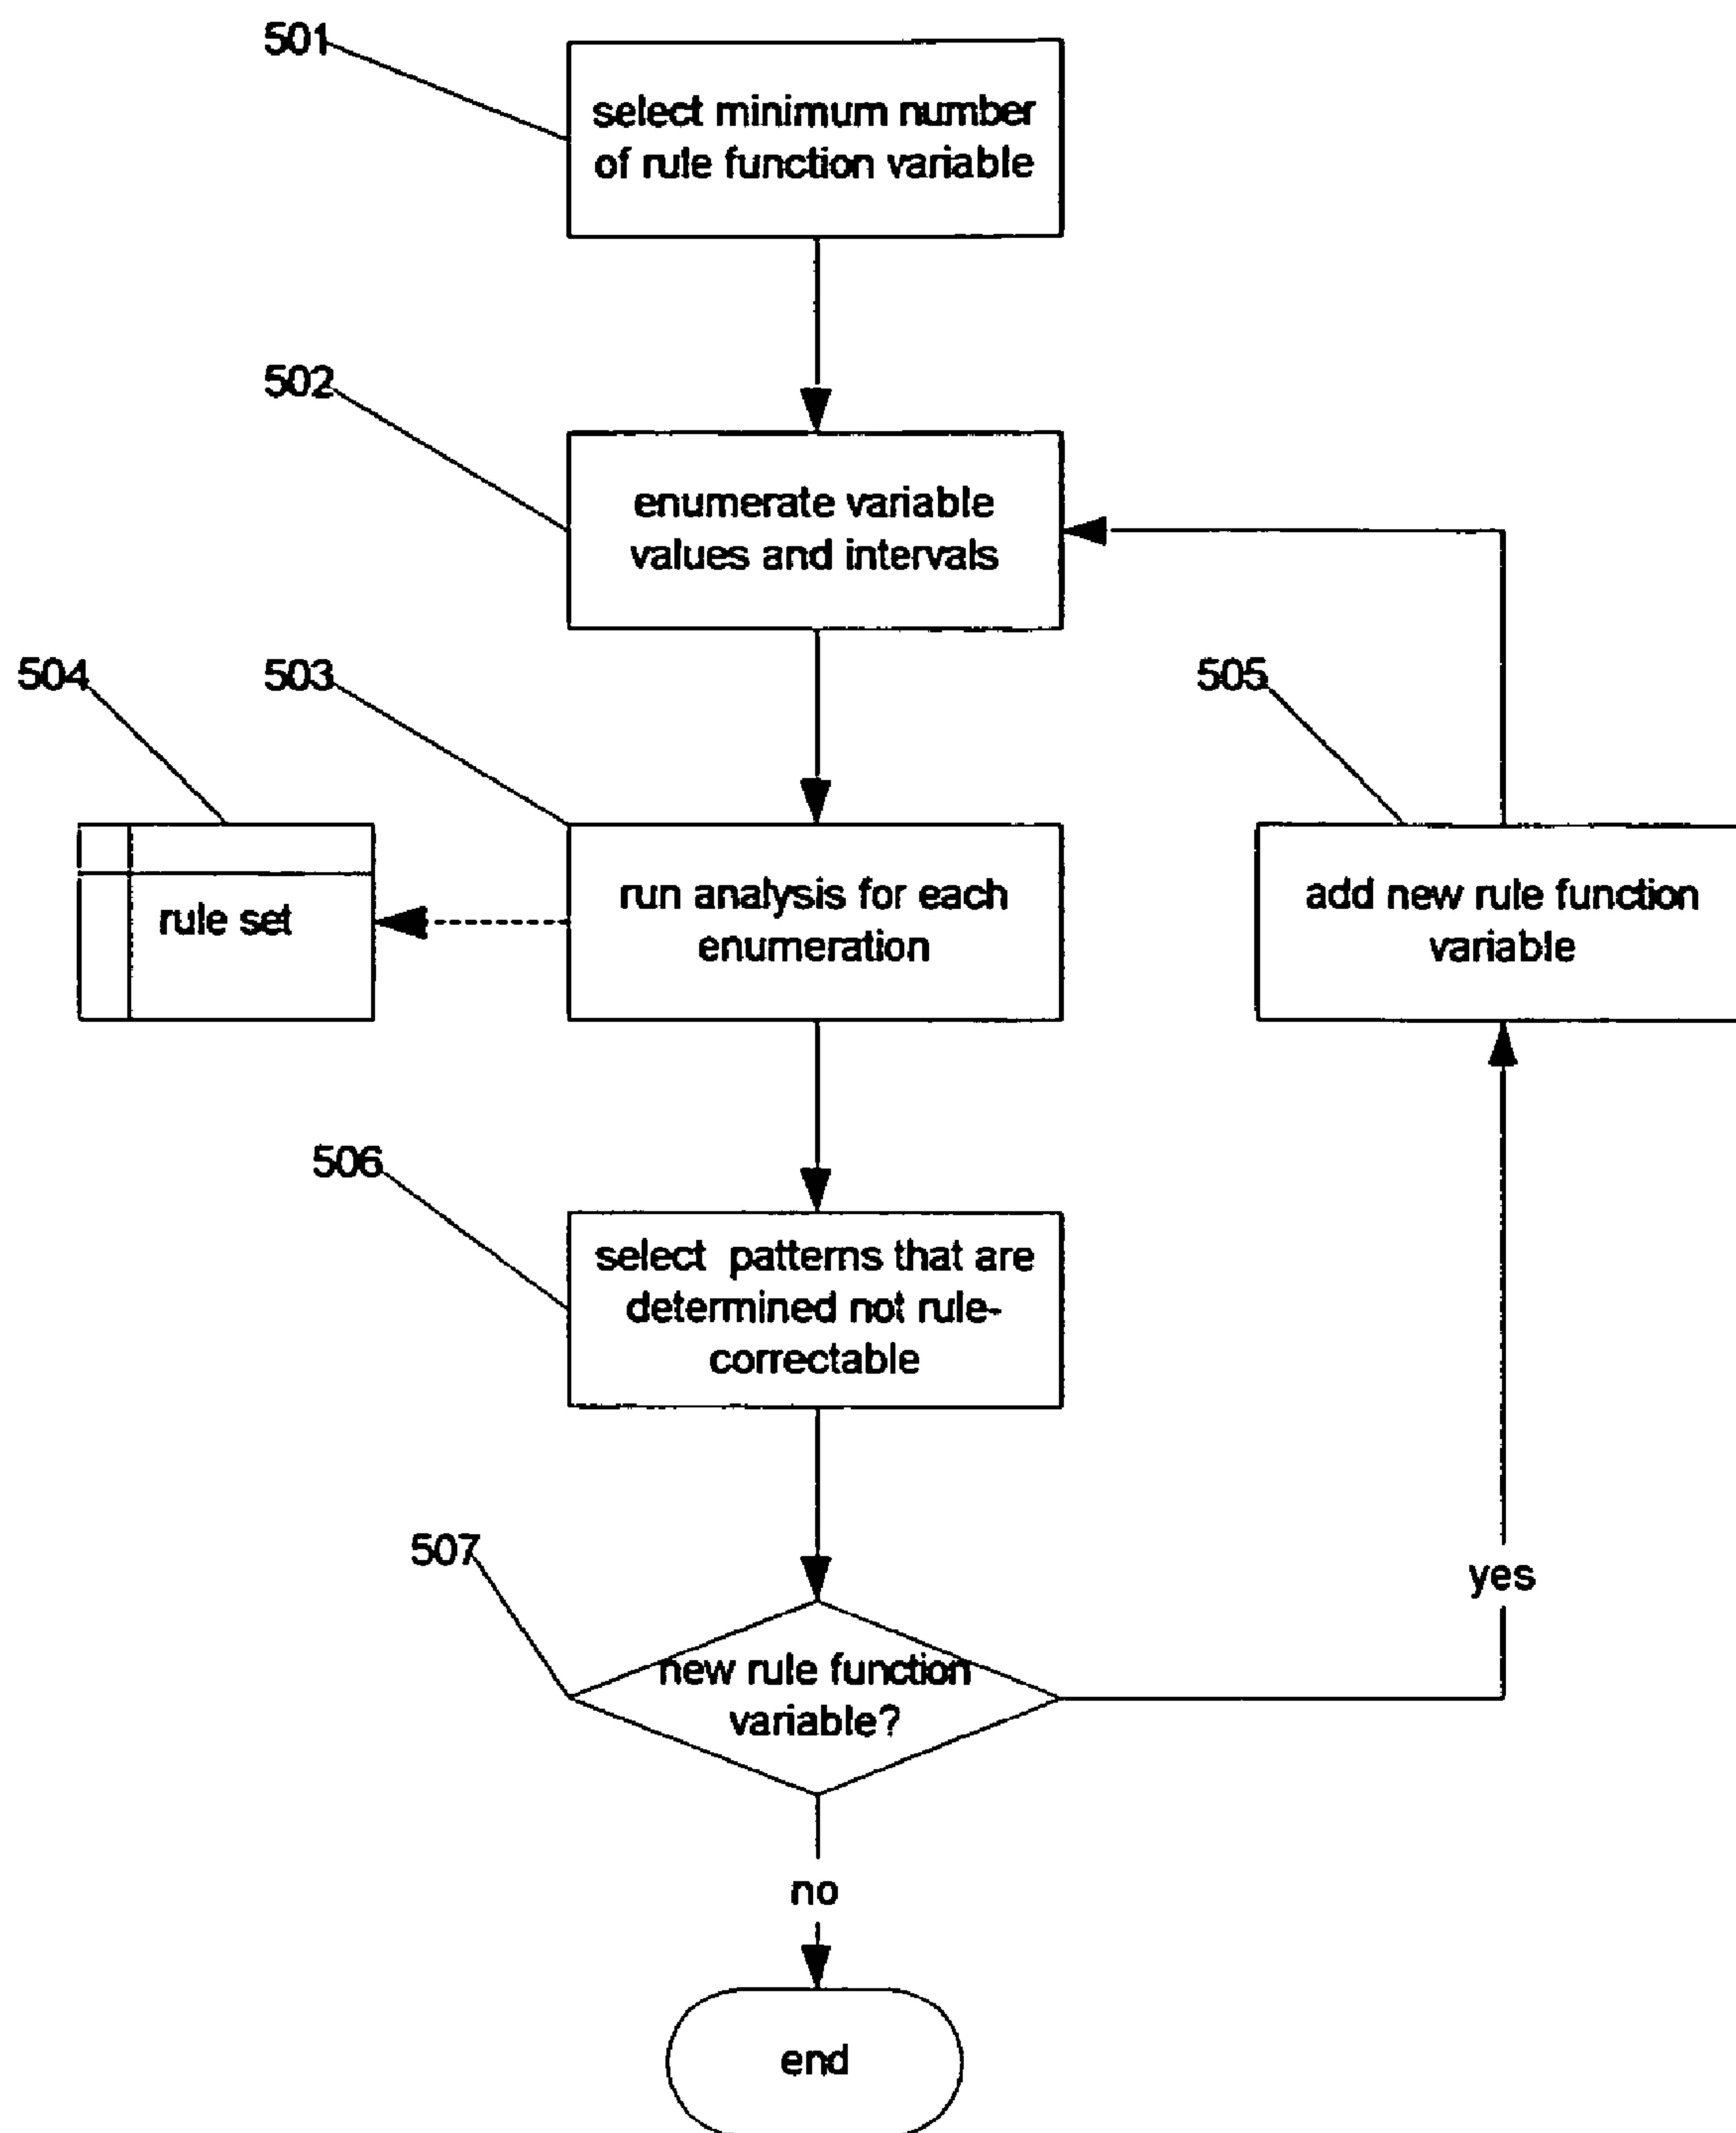 501
select minimum number
of rule function variable
502
enumerate variable
values and intervals
504
503
505
rule set
run analysis for each
enumeration
add new rule function
variable
506
select patterns that are
determined not rule-
correctable
507
yes
new rule function
variable?
no
end